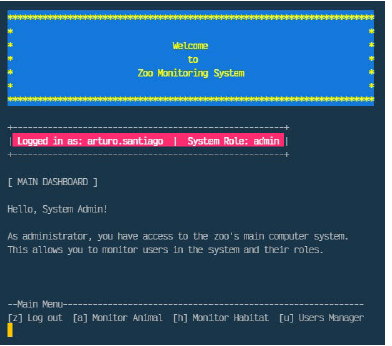 **********************************************************************
* *
* Welcome *
* to *
* Zoo Monitoring System *
* *
**********************************************************************
+--------------------------------------------------------+
| Logged in as: arturo.santiago | System Role: admin |
+--------------------------------------------------------+
[ MAIN DASHBOARD ]
Hello, System Admin!
As administrator, you have access to the zoo's main computer system.
This allows you to monitor users in the system and their roles.
--Main Menu-------------------------------------------------------------
[z] Log out [a] Monitor Animal [h] Monitor Habitat [u] Users Manager